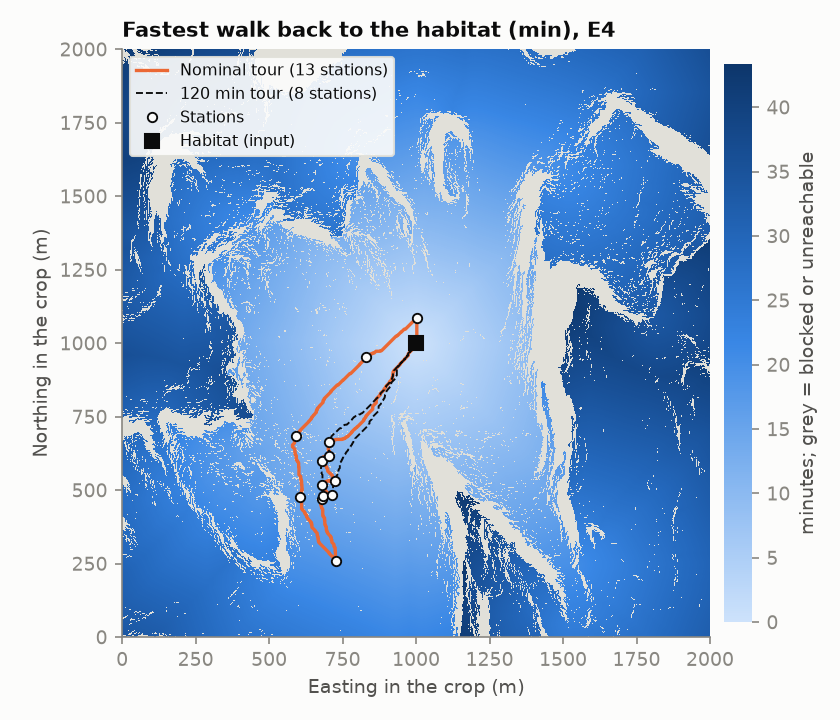 Fastest walk back to the habitat (min), E4
Nominal tour (13 stations)
120 min tour (8 stations)
Stations
Habitat (input)
2000
1750
1500
1250
1000
750
500
250
0
Northing in the crop (m)
0 250 500 750 1000 1250 1500 1750 2000
Easting in the crop (m)
40
35
30
25
20
15
10
5
0
minutes; grey = blocked or unreachable